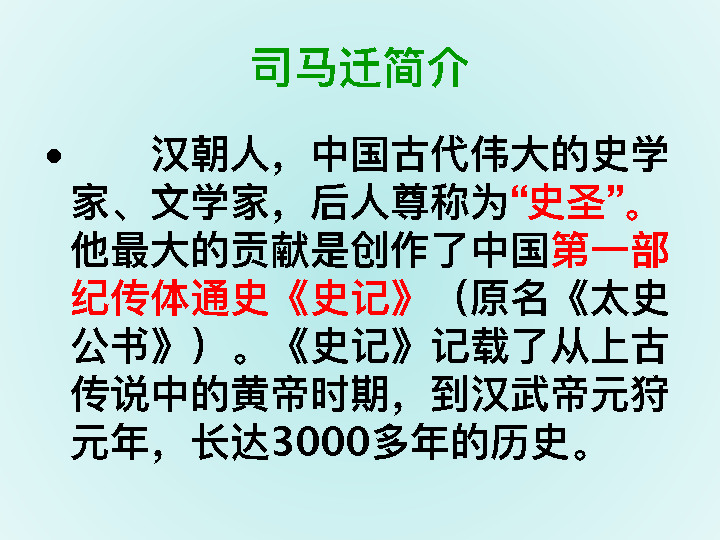 司马迁简介
• 汉朝人，中国古代伟大的史学
家、文学家，后人尊称为“史圣”。
他最大的贡献是创作了中国第一部
纪传体通史《史记》（原名《太史
公书》）。《史记》记载了从上古
传说中的黄帝时期，到汉武帝元狩
元年，长达3000多年的历史。